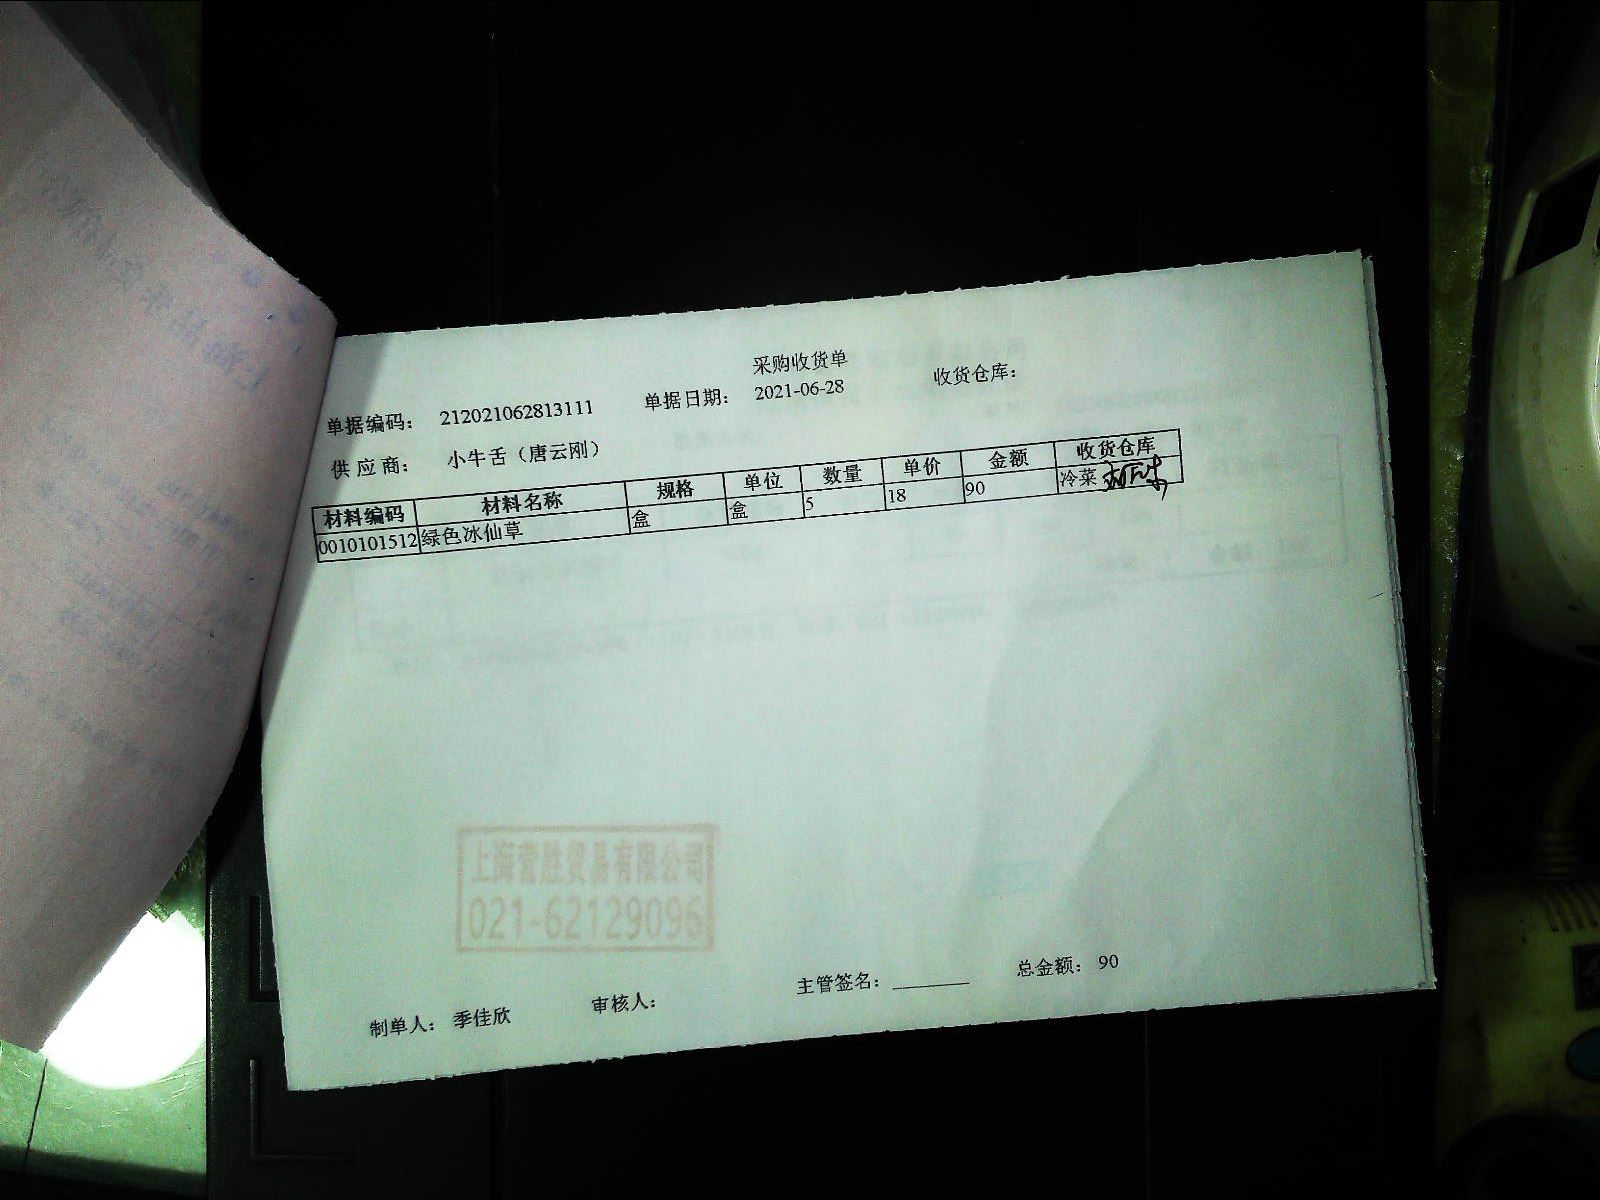 采购收货单
单据编码： 212021062813111 单据日期： 2021-06-28 收货仓库：
供应商： 小牛舌（唐云刚）
材料编码 材料名称 规格 单位 数量 单价 金额 收货仓库
0010101512 绿色冰仙草 盒 盒 5 18 90 冷菜
上海营胜贸易有限公司
021-62129096
制单人： 季佳欣 审核人： 主管签名： 总金额： 90